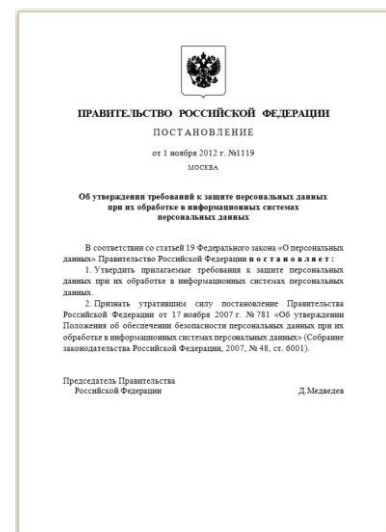 ПРАВИТЕЛЬСТВО РОССИЙСКОЙ ФЕДЕРАЦИИ
ПОСТАНОВЛЕНИЕ
от 1 ноября 2012 г. №1119
МОСКВА
Об утверждении требований к защите персональных данных
при их обработке в информационных системах
персональных данных
В соответствии со статьей 19 Федерального закона «О персональных
данных» Правительство Российской Федерации п о с т а н о в л я е т :
1. Утвердить прилагаемые требования к защите персональных
данных при их обработке в информационных системах персональных
данных.
2. Признать утратившим силу постановление Правительства
Российской Федерации от 17 ноября 2007 г. № 781 «Об утверждении
Положения об обеспечении безопасности персональных данных при их
обработке в информационных системах персональных данных» (Собрание
законодательства Российской Федерации, 2007, № 48, ст. 6001).
Председатель Правительства
Российской Федерации Д.Медведев